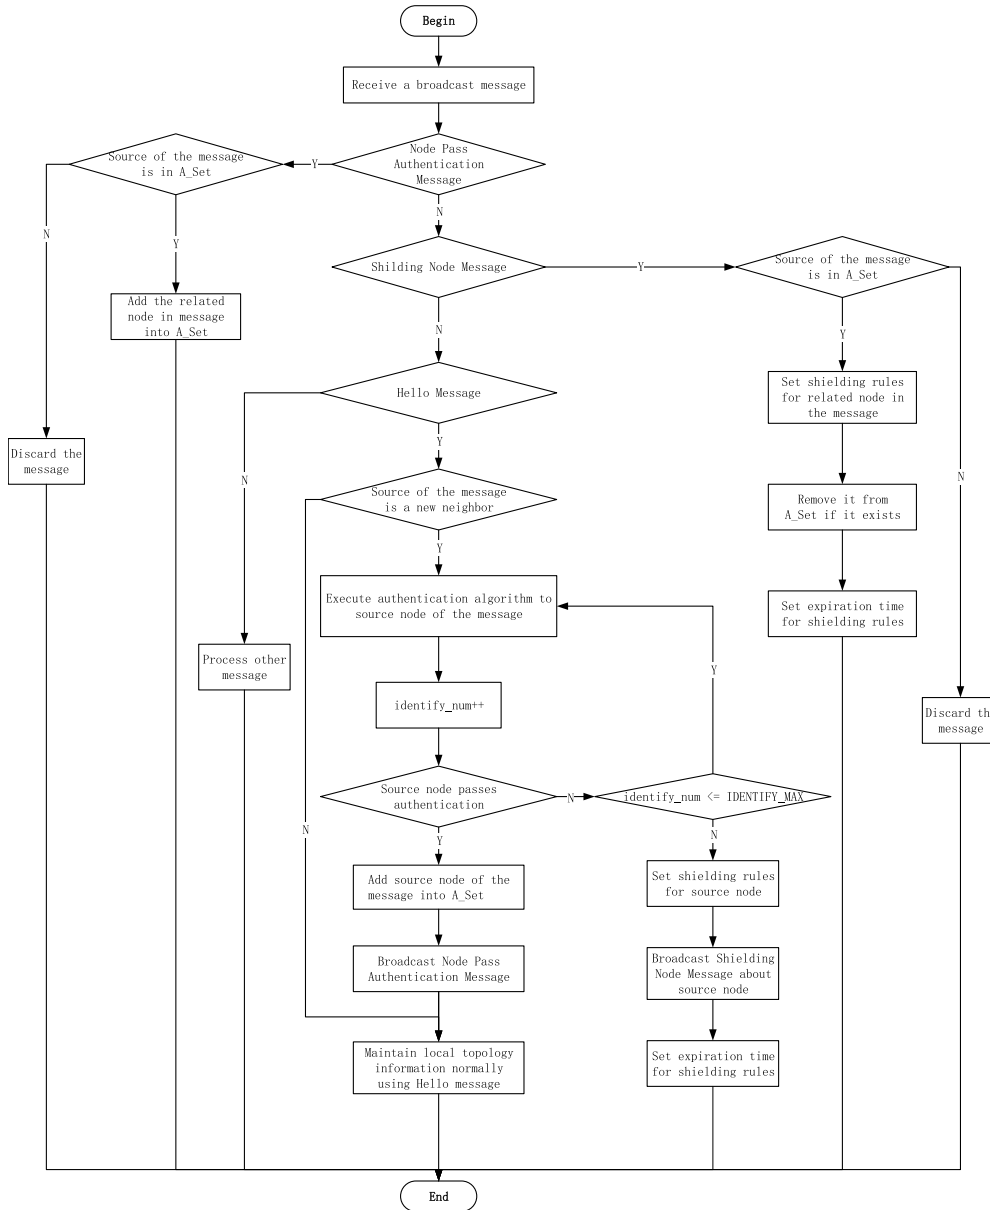 Begin
Receive a broadcast message
Node Pass
Authentication
Message
Y
Source of the message
is in A_Set
N
Y
N
Shilding Node Message
Y
Source of the message
is in A_Set
Add the related
node in message
into A_Set
N
Y
Hello Message
Set shielding rules
for related node in
the message
Discard the
message
Y
N
N
Source of the message
is a new neighbor
Remove it from
A_Set if it exists
Y
Execute authentication algorithm to
source node of the message
Set expiration time
for shielding rules
Process other
message
Y
identify_num++
Discard the
message
Source node passes
authentication
N
identify_num <= IDENTIFY_MAX
N
Y
N
Add source node of the
message into A_Set
Set shielding rules
for source node
Broadcast Node Pass
Authentication Message
Broadcast Shielding
Node Message about
source node
Maintain local topology
information normally
using Hello message
Set expiration time
for shielding rules
End